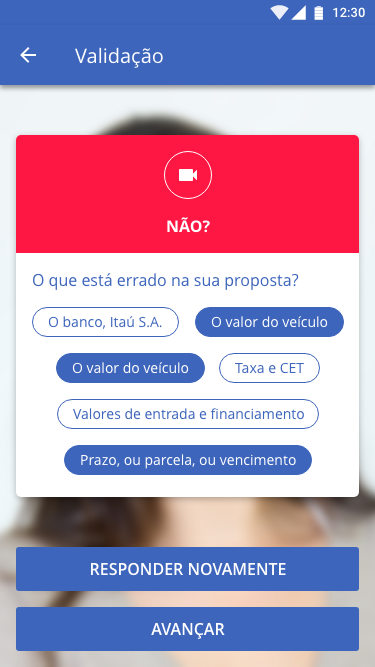 12:30
Validação
NÃO?
O que está errado na sua proposta?
O banco, Itaú S.A. O valor do veículo
O valor do veículo Taxa e CET
Valores de entrada e financiamento
Prazo, ou parcela, ou vencimento
RESPONDER NOVAMENTE
AVANÇAR